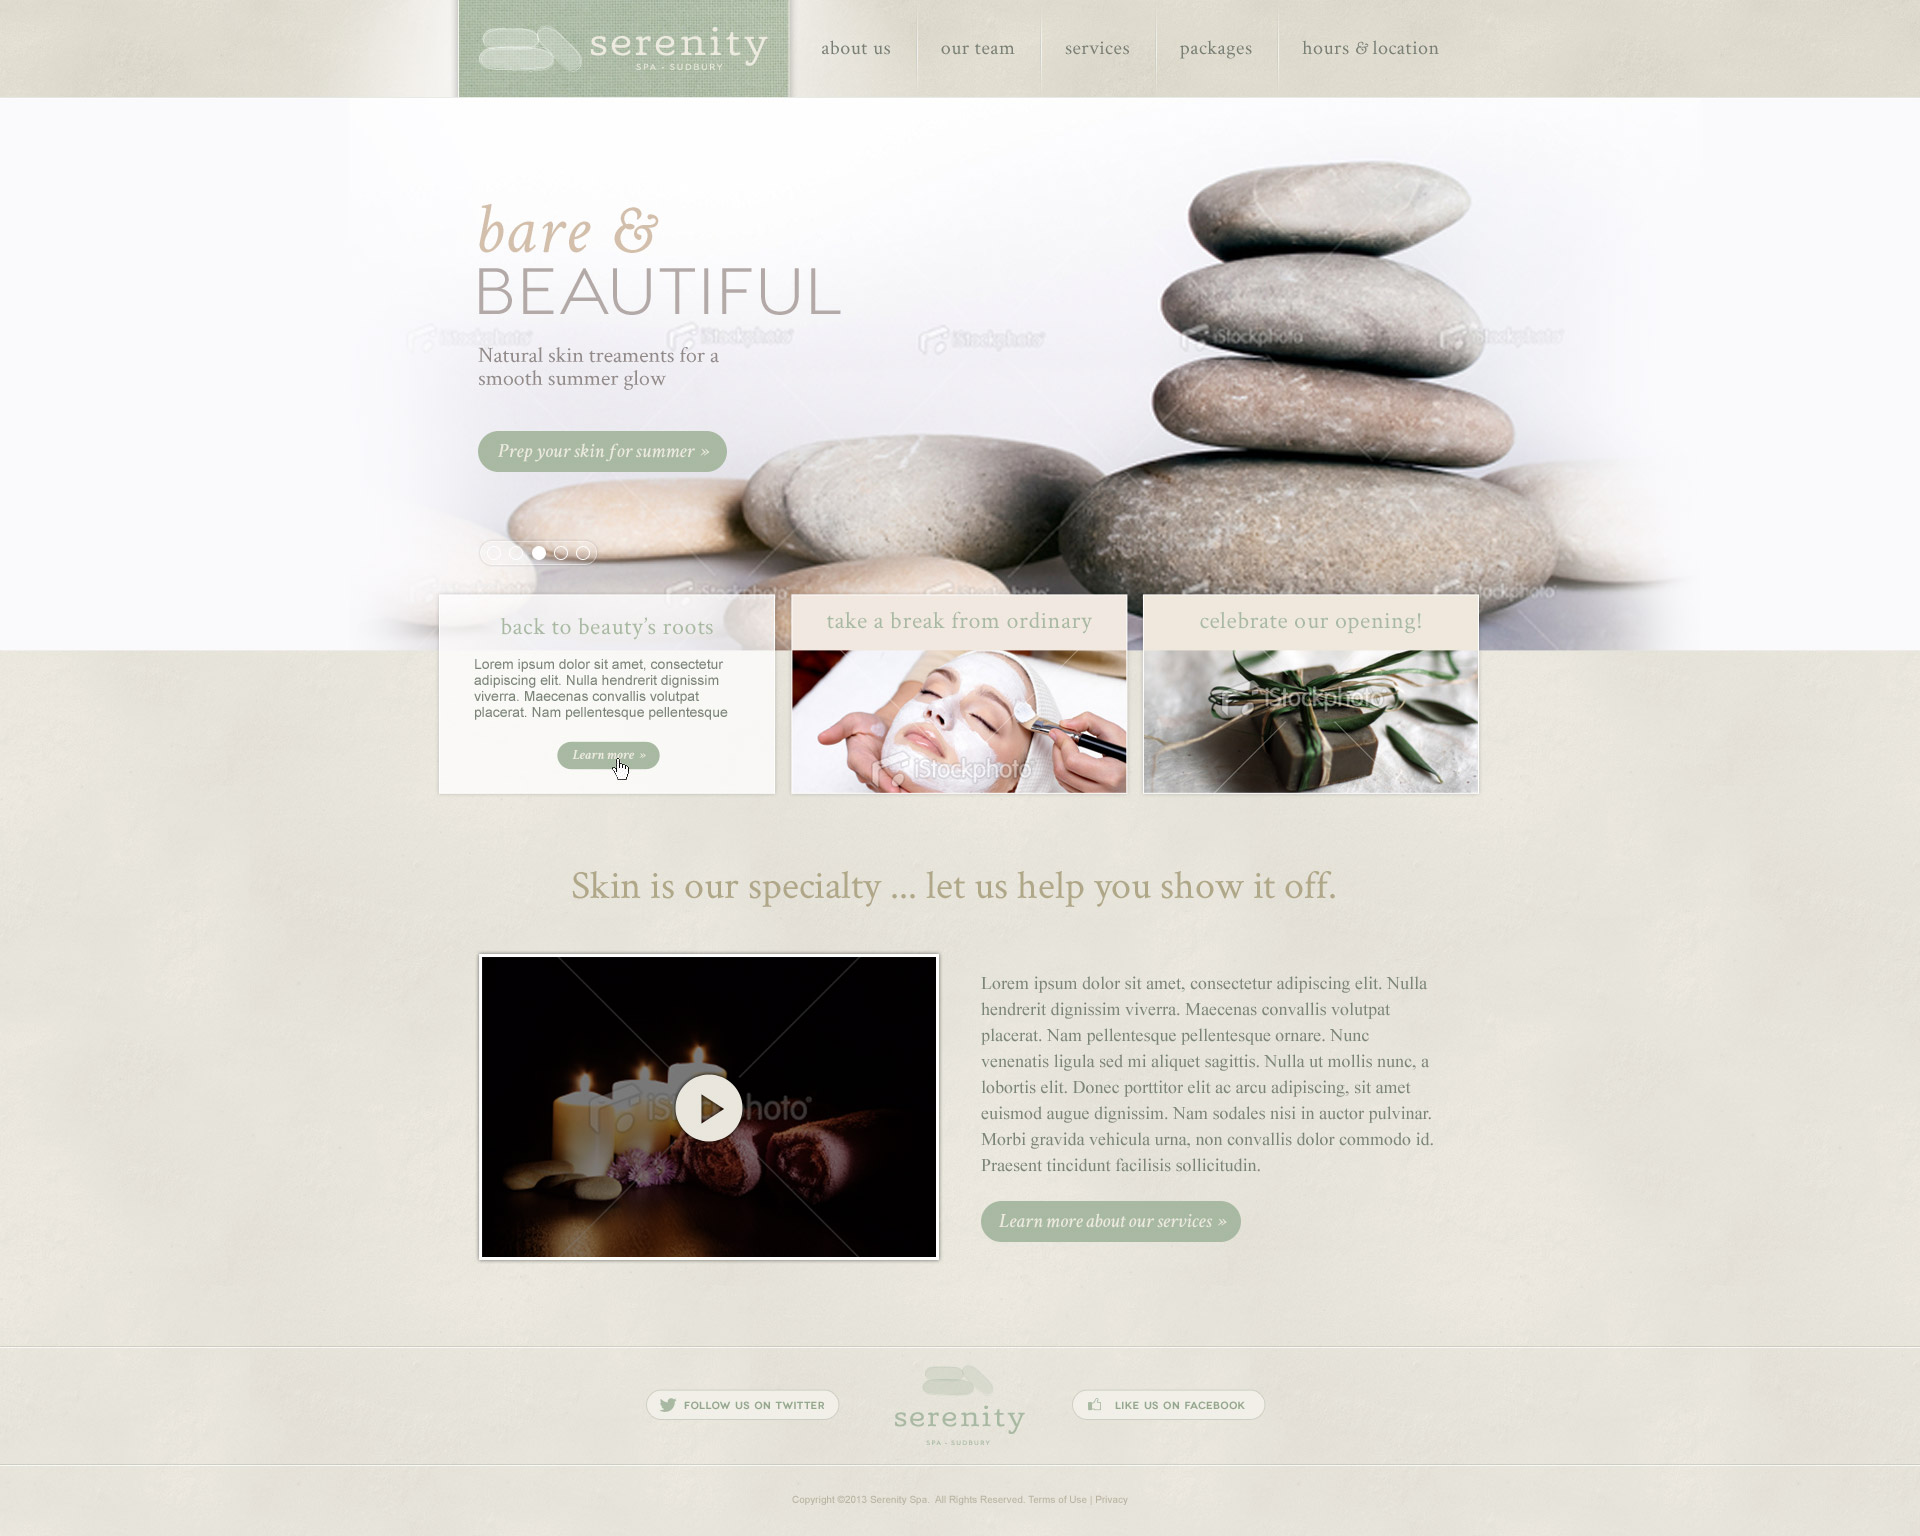 serenity
SPA - SUDBURY
about us
our team
services
packages
hours & location
bare &
BEAUTIFUL
Natural skin treaments for a
smooth summer glow
Prep your skin for summer »
iStockphoto
iStockphoto
iStockphoto
iStockphoto
iStockphoto
back to beauty's roots
Lorem ipsum dolor sit amet, consectetur
adipiscing elit. Nulla hendrerit dignissim
viverra. Maecenas convallis volutpat
placerat. Nam pellentesque pellentesque
Learn more »
take a break from ordinary
iStockphoto
celebrate our opening!
iStockphoto
Skin is our specialty ... let us help you show it off.
iStockphoto
Lorem ipsum dolor sit amet, consectetur adipiscing elit. Nulla
hendrerit dignissim viverra. Maecenas convallis volutpat
placerat. Nam pellentesque pellentesque ornare. Nunc
venenatis ligula sed mi aliquet sagittis. Nulla ut mollis nunc, a
lobortis elit. Donec porttitor elit ac arcu adipiscing, sit amet
euismod augue dignissim. Nam sodales nisi in auctor pulvinar.
Morbi gravida vehicula urna, non convallis dolor commodo id.
Praesent tincidunt facilisis sollicitudin.
Learn more about our services »
FOLLOW US ON TWITTER
serenity
SPA - SUDBURY
LIKE US ON FACEBOOK
Copyright ©2013 Serenity Spa. All Rights Reserved. Terms of Use | Privacy